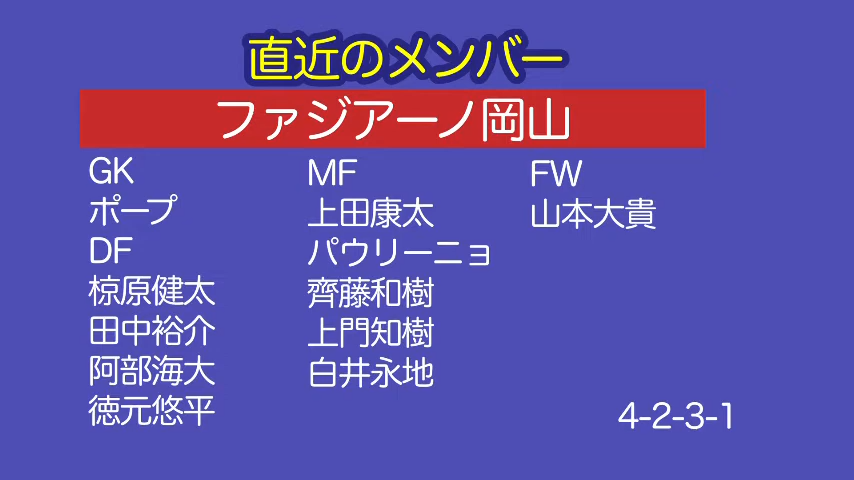 直近のメンバー
ファジアーノ岡山
GK
ポープ
DF
椋原健太
田中裕介
阿部海大
徳元悠平
MF
上田康太
パウリーニョ
齊藤和樹
上門知樹
白井永地
FW
山本大貴
4-2-3-1